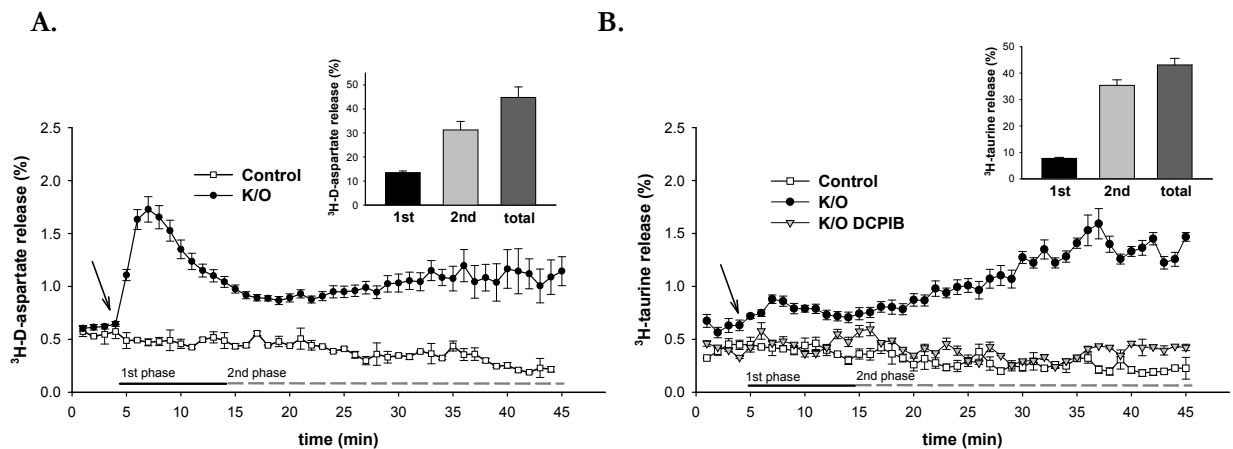 A.
³H-D-aspartate release (%)
2.5
2.0
1.5
1.0
0.5
0.0
Control
K/O
³H-D-aspartate release (%)
50
40
30
20
10
0
1st
2nd
total
1st phase
2nd phase
0 5 10 15 20 25 30 35 40 45
time (min)
B.
³H-taurine release (%)
2.5
2.0
1.5
1.0
0.5
0.0
Control
K/O
K/O DCPIB
³H-taurine release (%)
50
40
30
20
10
0
1st
2nd
total
1st phase
2nd phase
0 5 10 15 20 25 30 35 40 45
time (min)